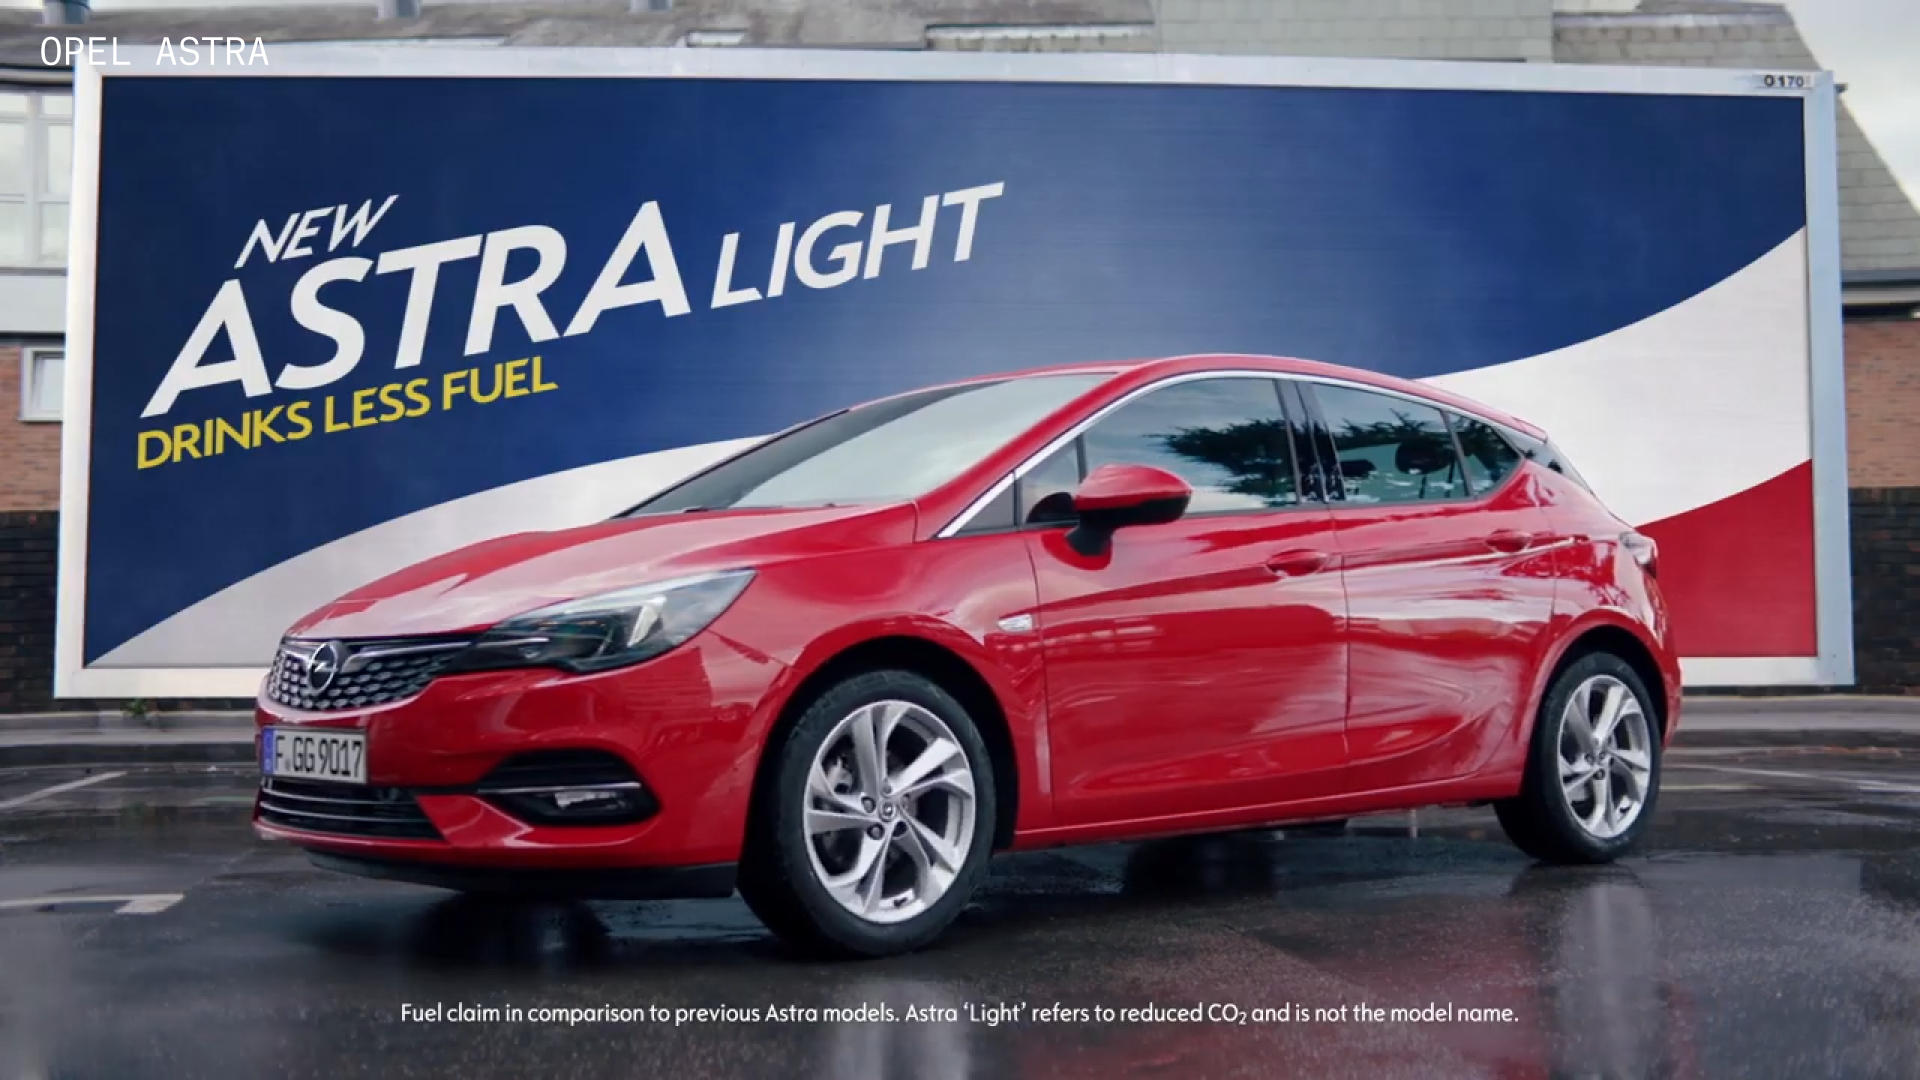 OPEL ASTRA
0170
NEW
ASTRA LIGHT
DRINKS LESS FUEL
F GG 9017
Fuel claim in comparison to previous Astra models. Astra ‘Light’ refers to reduced CO₂ and is not the model name.